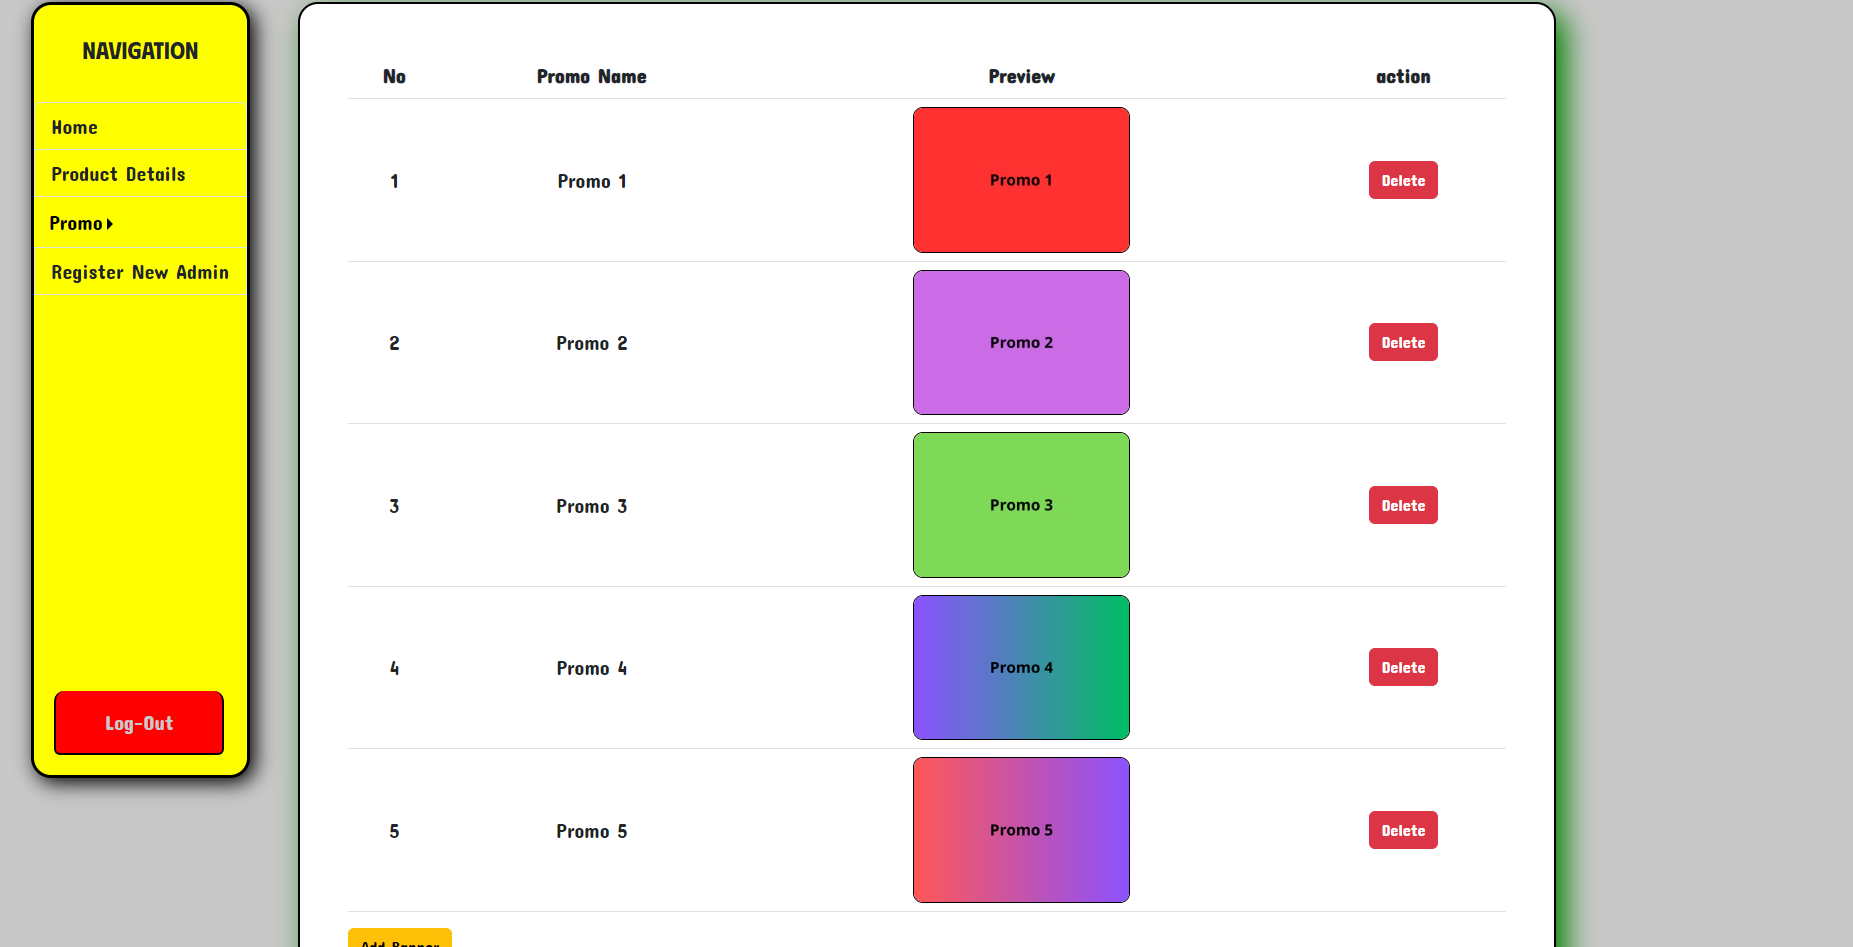 NAVIGATION
Home
Product Details
Promo
Register New Admin
Log-Out
No Promo Name Preview action
1 Promo 1 Promo 1 Delete
2 Promo 2 Promo 2 Delete
3 Promo 3 Promo 3 Delete
4 Promo 4 Promo 4 Delete
5 Promo 5 Promo 5 Delete
Add Banner